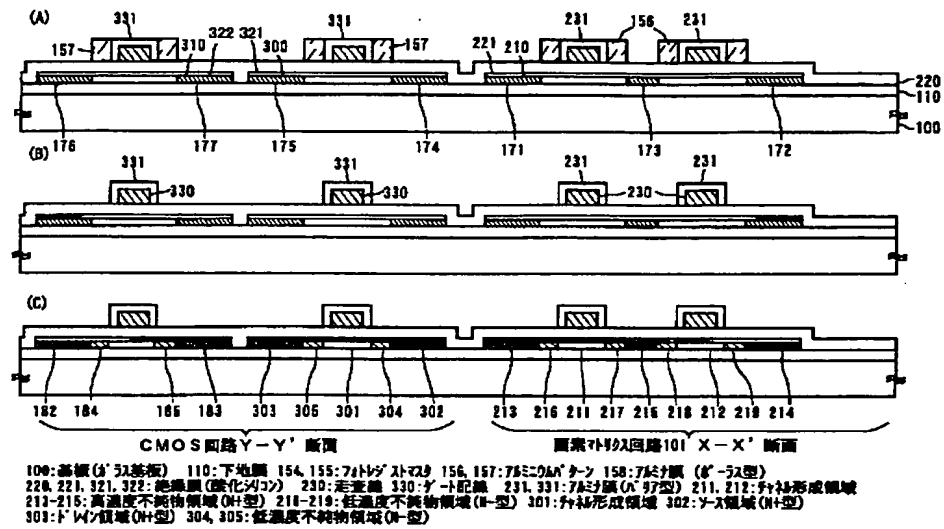 (A)
331 331 231 156 231
157 310 322 321 300 157 221 210
220
110
176 177 175 174 171 173 172
100
(B)
331 331 231 231
330 330 230
(C)
182 184 185 183 303 305 301 304 302 213 216 211 217 215 218 212 219 214
CMOS回路Y-Y'断面 画素マトリクス回路101 X-X'断面
100:基板(ガラス基板) 110:下地膜 154,155:フォトレジストマスク 156,157:アルミニウムパターン 158:アルミナ膜 (ポーラス型)
220,221,321,322:絶縁膜(酸化シリコン) 230:走査線 330:ゲート配線 231,331:アルミナ膜(バリア型) 211,212:チャネル形成領域
213-215:高濃度不純物領域(N+型) 216-219:低濃度不純物領域(N-型) 301:チャネル形成領域 302:ソース領域(N+型)
303:ドレイン領域(N+型) 304,305:低濃度不純物領域(N-型)